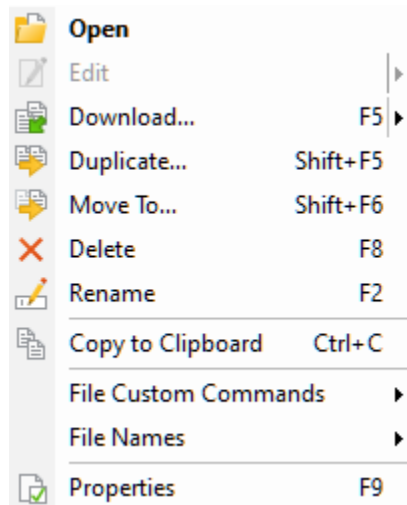 Open
Edit
Download... F5
Duplicate... Shift+F5
Move To... Shift+F6
Delete F8
Rename F2
Copy to Clipboard Ctrl+C
File Custom Commands
File Names
Properties F9